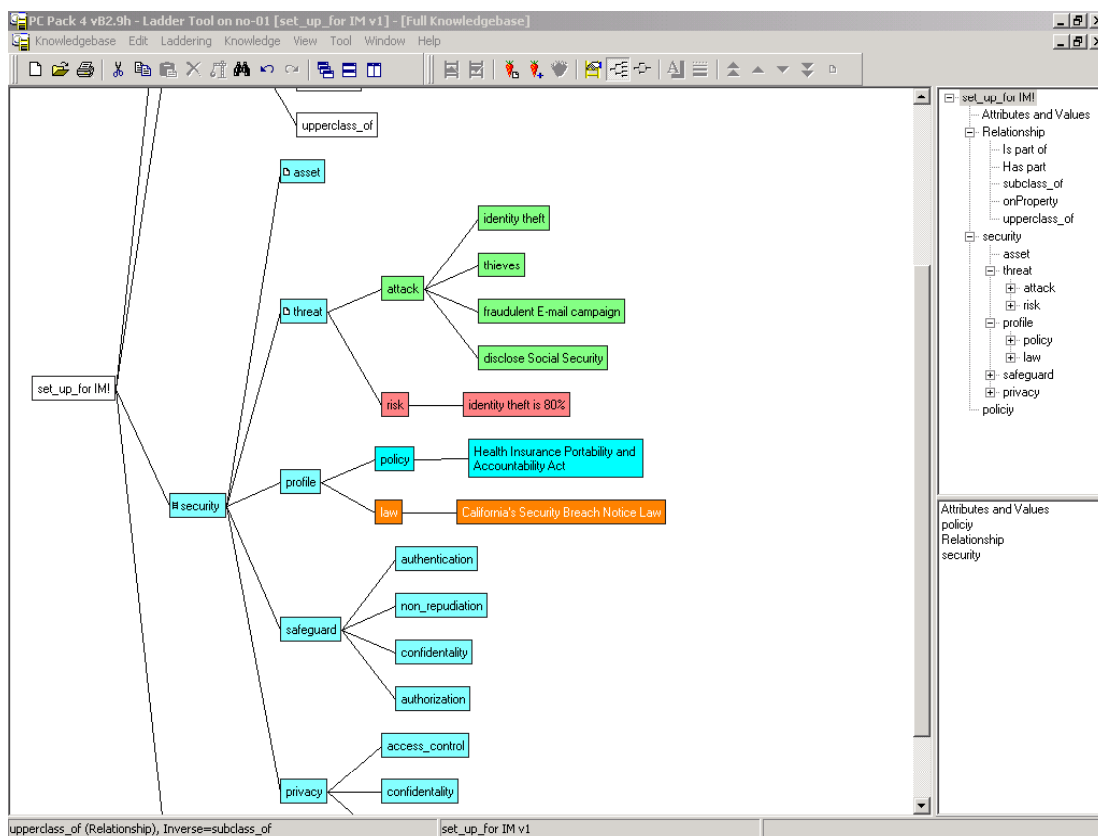 PC Pack 4 vB2.9h - Ladder Tool on no-01 [set_up_for IM v1] - [Full Knowledgebase]
Knowledgebase Edit Laddering Knowledge View Tool Window Help
upperclass_of
asset
identity theft
thieves
attack
fraudulent E-mail campaign
threat
disclose Social Security
set_up_for IM!
risk
identity theft is 80%
policy
Health Insurance Portability and
Accountability Act
profile
security
law
California's Security Breach Notice Law
authentication
non_repudiation
safeguard
confidentality
authorization
access_control
privacy
confidentality
set_up_for IM!
Attributes and Values
Relationship
Is part of
Has part
subclass_of
onProperty
upperclass_of
security
asset
threat
attack
risk
profile
policy
law
safeguard
privacy
policiy
Attributes and Values
policiy
Relationship
security
upperclass_of (Relationship), Inverse=subclass_of
set_up_for IM v1